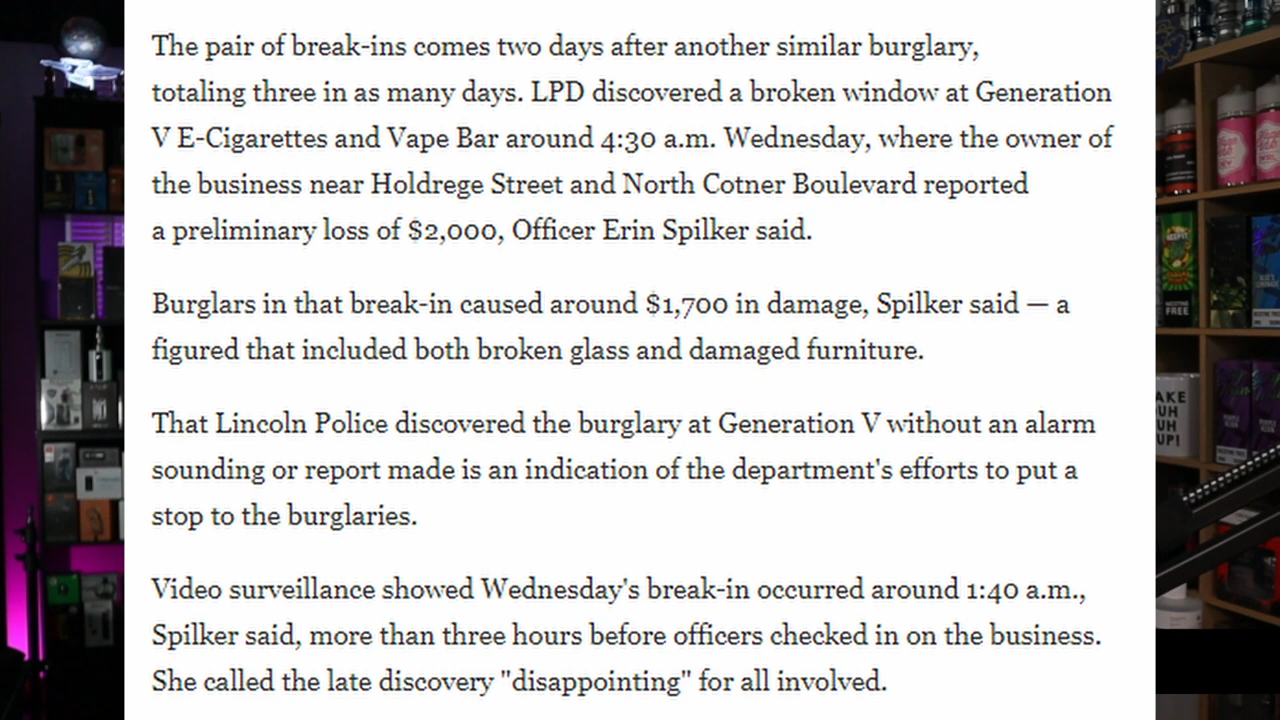 The pair of break-ins comes two days after another similar burglary,
totaling three in as many days. LPD discovered a broken window at Generation
V E-Cigarettes and Vape Bar around 4:30 a.m. Wednesday, where the owner of
the business near Holdrege Street and North Cotner Boulevard reported
a preliminary loss of $2,000, Officer Erin Spilker said.
Burglars in that break-in caused around $1,700 in damage, Spilker said — a
figured that included both broken glass and damaged furniture.
That Lincoln Police discovered the burglary at Generation V without an alarm
sounding or report made is an indication of the department's efforts to put a
stop to the burglaries.
Video surveillance showed Wednesday's break-in occurred around 1:40 a.m.,
Spilker said, more than three hours before officers checked in on the business.
She called the late discovery "disappointing" for all involved.
NICOTINE
FREE
UH
UP!